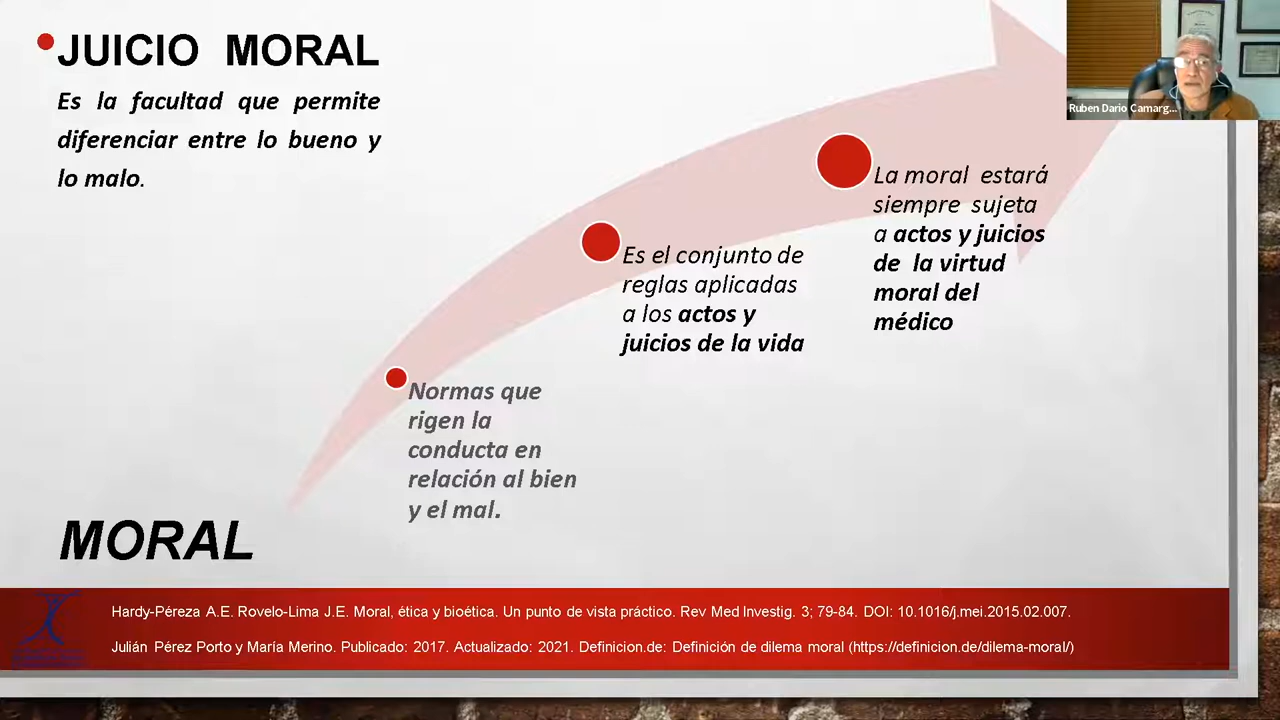 JUICIO MORAL
Es la facultad que permite
diferenciar entre lo bueno y
lo malo.
Ruben Dario Camarg...
La moral estará
siempre sujeta
a actos y juicios
de la virtud
moral del
médico
Es el conjunto de
reglas aplicadas
a los actos y
juicios de la vida
Normas que
rigen la
conducta en
relación al bien
y el mal.
MORAL
Hardy-Péreza A.E. Rovelo-Lima J.E. Moral, ética y bioética. Un punto de vista práctico. Rev Med Investig. 3; 79-84. DOI: 10.1016/j.mei.2015.02.007.
Julián Pérez Porto y María Merino. Publicado: 2017. Actualizado: 2021. Definicion.de: Definición de dilema moral (https://definicion.de/dilema-moral/)